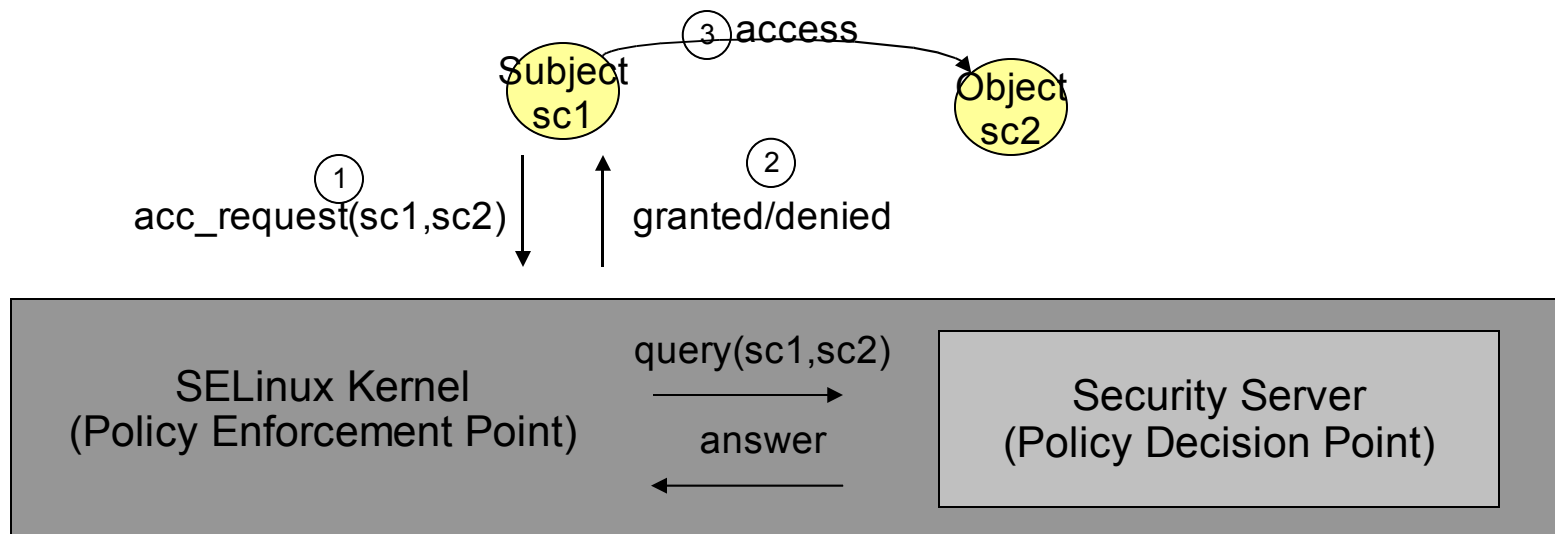 3 access
Subject
sc1
Object
sc2
1
acc_request(sc1,sc2)
2
granted/denied
SELinux Kernel
(Policy Enforcement Point)
query(sc1,sc2)
answer
Security Server
(Policy Decision Point)